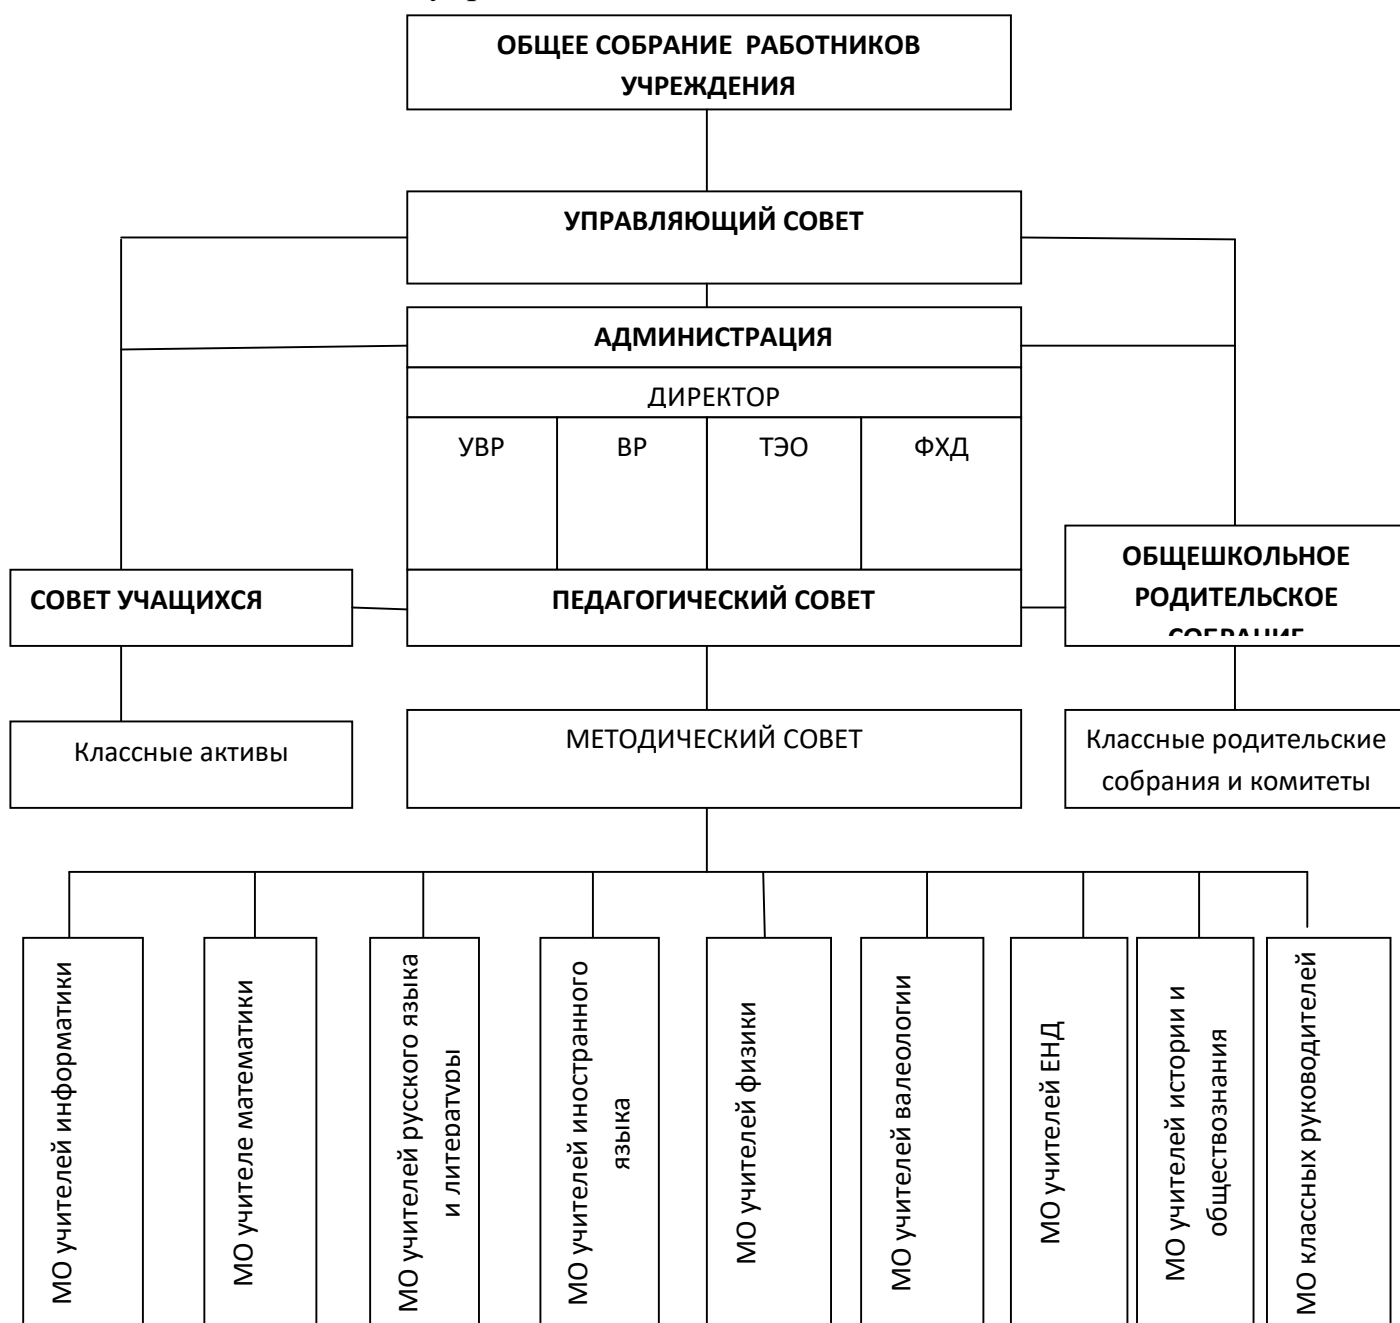 ОБЩЕЕ СОБРАНИЕ РАБОТНИКОВ
УЧРЕЖДЕНИЯ
УПРАВЛЯЮЩИЙ СОВЕТ
АДМИНИСТРАЦИЯ
ДИРЕКТОР
УВР
ВР
ТЭО
ФХД
СОВЕТ УЧАЩИХСЯ
ПЕДАГОГИЧЕСКИЙ СОВЕТ
ОБЩЕШКОЛЬНОЕ
РОДИТЕЛЬСКОЕ
СОБРАНИЕ
Классные активы
МЕТОДИЧЕСКИЙ СОВЕТ
Классные родительские
собрания и комитеты
МО учителей информатики
МО учителе математики
МО учителей русского языка
и литературы
МО учителей иностранного
языка
МО учителей физики
МО учителей валеологии
МО учителей ЕНД
МО учителей истории и
обществознания
МО классных руководителей